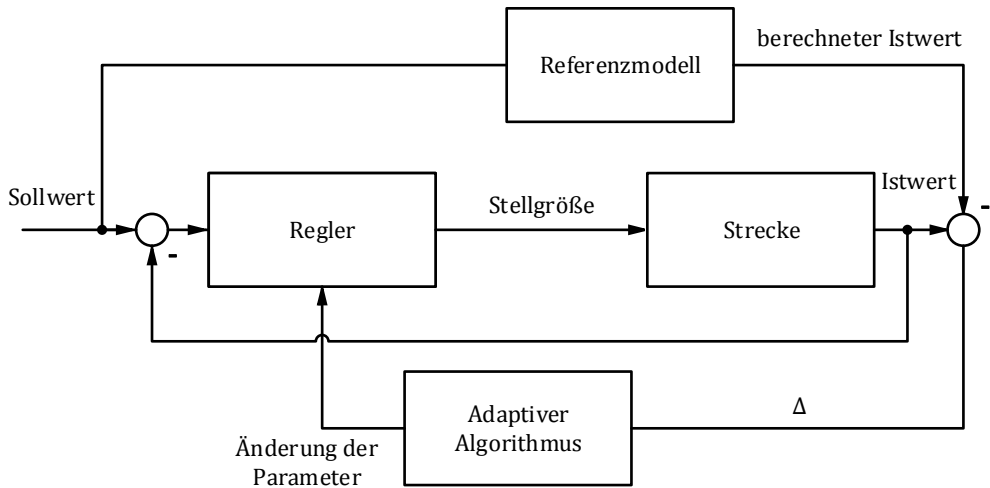 berechneter Istwert
Referenzmodell
Sollwert
Istwert
-
Regler
Stellgröße
Strecke
-
Adaptiver
Algorithmus
Δ
Änderung der
Parameter